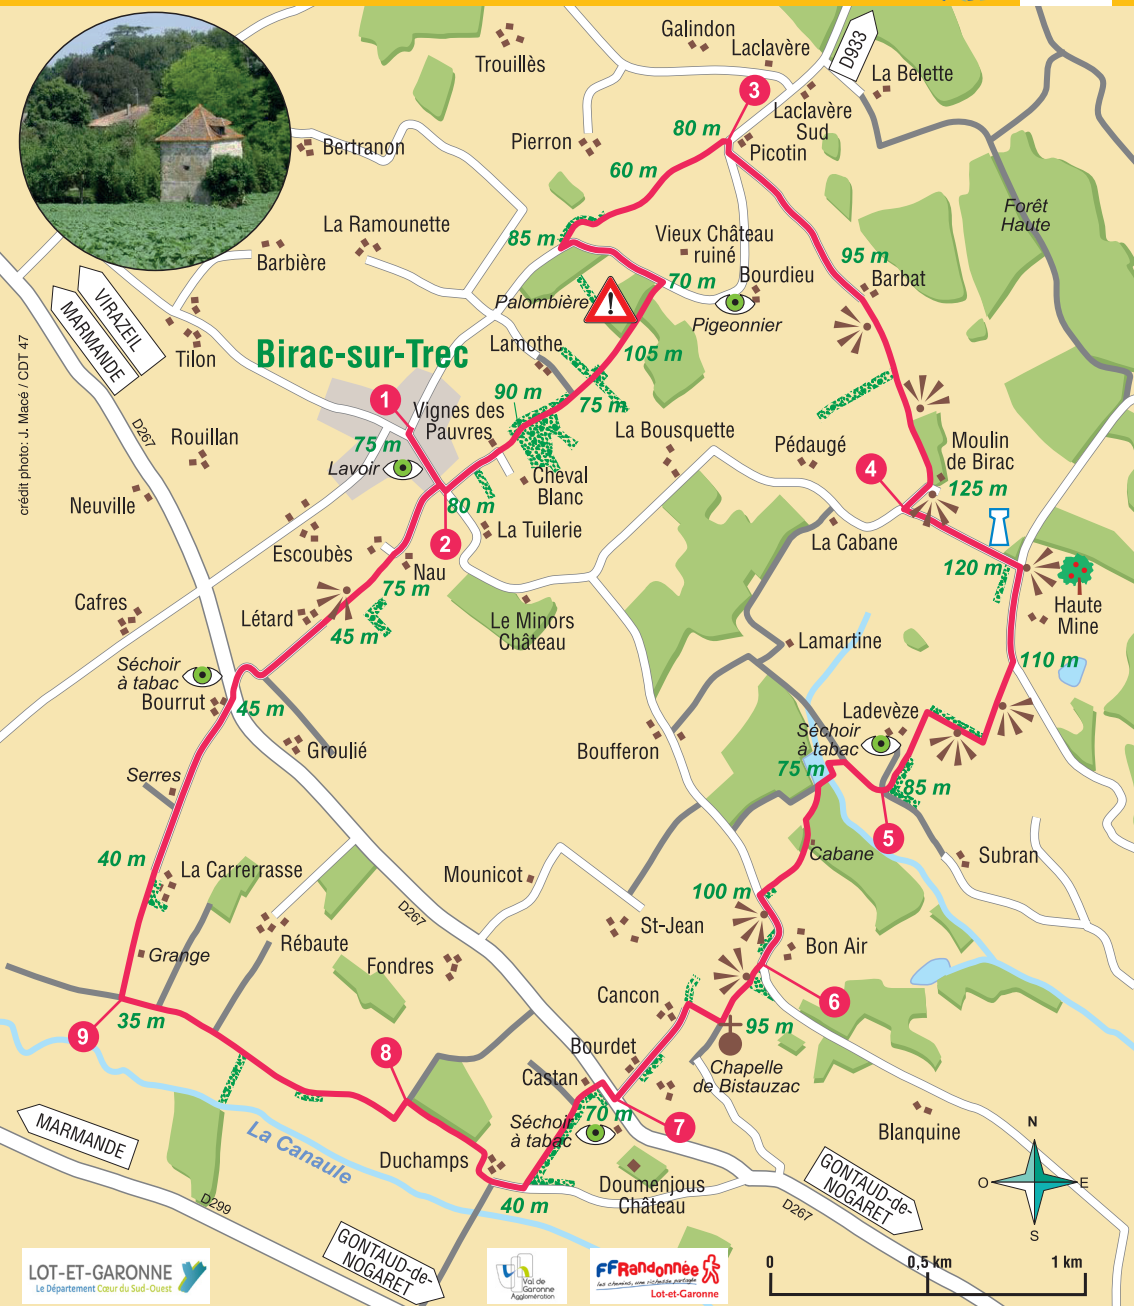 Galindon
Laclavère
D933
La Belette
Trouillès
3
Laclavère
Sud
80 m
Picotin
Pierron
Bertranon
60 m
Forêt
Haute
La Ramounette
85 m
Vieux Château
ruiné
95 m
Barbière
70 m
Bourdieu
Barbat
VIRAZEIL
MARMANDE
Palombière
!
Pigeonnier
Tilon
Birac-sur-Trec
Lamothe
105 m
crédit photo: J. Macé / CDT 47
D267
90 m
1
Vignes des
Pauvres
75 m
Rouillan
75 m
La Bousquette
Pédaugé
Moulin
de Birac
Lavoir
4
Cheval
Blanc
125 m
Neuville
80 m
La Tuilerie
Escoubès
2
La Cabane
Nau
120 m
75 m
Cafres
Létard
Le Minors
Château
Haute
Mine
45 m
Lamartine
110 m
Séchoir
à tabac
Bourrut
45 m
Ladevèze
Séchoir
à tabac
Groulié
Boufferon
75 m
Serres
85 m
5
40 m
La Carrerrasse
Cabane
Subran
Mounicot
100 m
D267
St-Jean
Rébaute
Bon Air
Grange
Fondres
Cancon
6
35 m
95 m
9
8
Bourdet
Chapelle
de Bistauzac
Castan
70 m
7
Séchoir
à tabac
MARMANDE
La Canaule
Blanquine
N
Duchamps
Doumenjous
Château
GONTAUD-de-
NOGARET
O
E
S
40 m
D299
D267
GONTAUD-de-
NOGARET
LOT-ET-GARONNE
Le Département Cœur du Sud-Ouest
Val de
Garonne
Agglomération
FFRandonnée
les chemins, une richesse partagée
Lot-et-Garonne
0
0,5 km
1 km